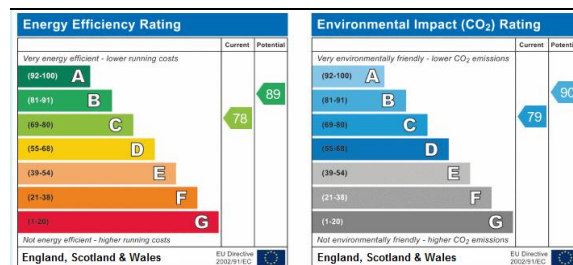 Energy Efficiency Rating
Current Potential
Very energy efficient - lower running costs
(92-100) A
(81-91) B
(69-80) C
(55-68) D
(39-54) E
(21-38) F
(1-20) G
78
89
Not energy efficient - higher running costs
England, Scotland & Wales
EU Directive
2002/91/EC
Environmental Impact (CO₂) Rating
Current Potenti
Very environmentally friendly - lower CO₂ emissions
(92-100) A
(81-91) B
(69-80) C
(55-68) D
(39-54) E
(21-38) F
(1-20) G
79
90
Not environmentally friendly - higher CO₂ emissions
England, Scotland & Wales
EU Directive
2002/91/EC